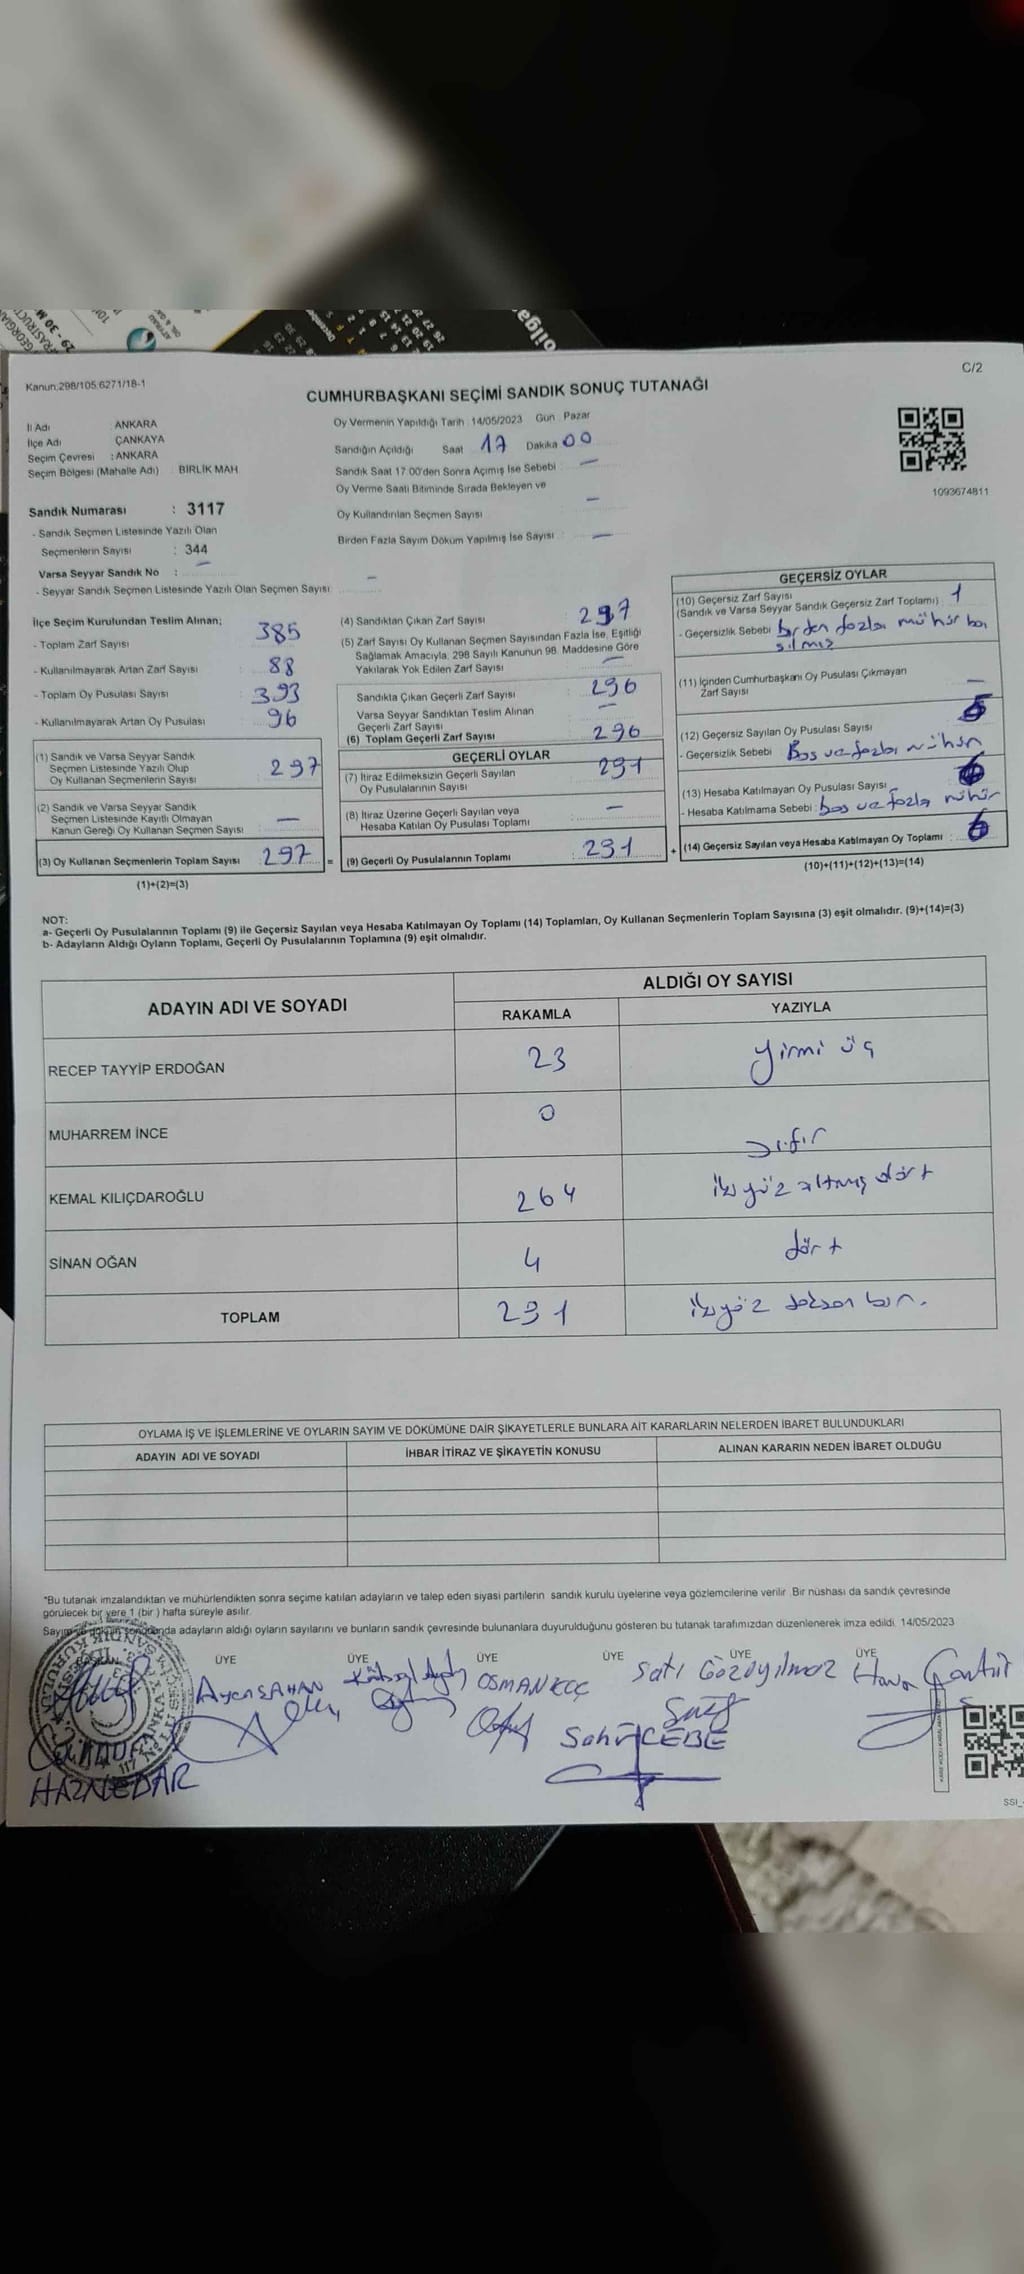 C/2
Kanun;298/105;6271/18-1
CUMHURBAŞKANI SEÇİMİ SANDIK SONUÇ TUTANAĞI
İl Adı : ANKARA
İlçe Adı ÇANKAYA
Seçim Çevresi : ANKARA
Seçim Bölgesi (Mahalle Adı) : BİRLİK MAH
Sandık Numarası : 3117
- Sandık Seçmen Listesinde Yazılı Olan
Seçmenlerin Sayısı : 344
Varsa Seyyar Sandık No : —
- Seyyar Sandık Seçmen Listesinde Yazılı Olan Seçmen Sayısı —
Oy Vermenin Yapıldığı Tarih 14/05/2023 Gün Pazar
Sandığın Açıldığı Saat 17 Dakika 00
Sandık Saat 17:00'den Sonra Açımış İse Sebebi : —
Oy Verme Saati Bitiminde Sırada Bekleyen ve
Oy Kullandırılan Seçmen Sayısı —
Birden Fazla Sayım Döküm Yapılmış İse Sayısı : —
1093674811
İlçe Seçim Kurulundan Teslim Alınan;
- Toplam Zarf Sayısı 385
- Kullanılmayarak Artan Zarf Sayısı 88
- Toplam Oy Pusulası Sayısı 393
- Kullanılmayarak Artan Oy Pusulası 96
(1) Sandık ve Varsa Seyyar Sandık
Seçmen Listesinde Yazılı Olup
Oy Kullanan Seçmenlerin Sayısı 297
(2) Sandık ve Varsa Seyyar Sandık
Seçmen Listesinde Kayıtlı Olmayan
Kanun Gereği Oy Kullanan Seçmen Sayısı —
(3) Oy Kullanan Seçmenlerin Toplam Sayısı 297 =
(1)+(2)=(3)
(4) Sandıktan Çıkan Zarf Sayısı : 297
(5) Zarf Sayısı Oy Kullanan Seçmen Sayısından Fazla İse, Eşitliği
Sağlamak Amacıyla, 298 Sayılı Kanunun 98. Maddesine Göre
Yakılarak Yok Edilen Zarf Sayısı —
Sandıkta Çıkan Geçerli Zarf Sayısı : 296
Varsa Seyyar Sandıktan Teslim Alınan
Geçerli Zarf Sayısı —
(6) Toplam Geçerli Zarf Sayısı : 296
GEÇERLİ OYLAR
(7) İtiraz Edilmeksizin Geçerli Sayılan
Oy Pusulalarının Sayısı 291
(8) İtiraz Üzerine Geçerli Sayılan veya
Hesaba Katılan Oy Pusulası Toplamı —
(9) Geçerli Oy Pusulalarının Toplamı : 291 +
GEÇERSİZ OYLAR
(10) Geçersiz Zarf Sayısı
(Sandık ve Varsa Seyyar Sandık Geçersiz Zarf Toplamı) : 1
- Geçersizlik Sebebi birden fazla mühür ba
sılmış
(11) İçinden Cumhurbaşkanı Oy Pusulası Çıkmayan
Zarf Sayısı —
(12) Geçersiz Sayılan Oy Pusulası Sayısı 5
- Geçersizlik Sebebi : Boş ve fazla mühür
(13) Hesaba Katılmayan Oy Pusulası Sayısı
- Hesaba Katılmama Sebebi : boş ve fazla mühür
(14) Geçersiz Sayılan veya Hesaba Katılmayan Oy Toplamı : 6
(10)+(11)+(12)+(13)=(14)
NOT:
a- Geçerli Oy Pusulalarının Toplamı (9) ile Geçersiz Sayılan veya Hesaba Katılmayan Oy Toplamı (14) Toplamları, Oy Kullanan Seçmenlerin Toplam Sayısına (3) eşit olmalıdır. (9)+(14)=(3)
b- Adayların Aldığı Oyların Toplamı, Geçerli Oy Pusulalarının Toplamına (9) eşit olmalıdır.
ADAYIN ADI VE SOYADI
ALDIĞI OY SAYISI
RAKAMLA YAZIYLA
RECEP TAYYİP ERDOĞAN 23 yirmi üç
MUHARREM İNCE 0 sıfır
KEMAL KILIÇDAROĞLU 264 ikiyüz altmış dört
SİNAN OĞAN 4 dört
TOPLAM 291 ikiyüz doksan bir.
OYLAMA İŞ VE İŞLEMLERİNE VE OYLARIN SAYIM VE DÖKÜMÜNE DAİR ŞİKAYETLERLE BUNLARA AİT KARARLARIN NELERDEN İBARET BULUNDUKLARI
ADAYIN ADI VE SOYADI İHBAR İTİRAZ VE ŞİKAYETİN KONUSU ALINAN KARARIN NEDEN İBARET OLDUĞU
*Bu tutanak imzalandıktan ve mühürlendikten sonra seçime katılan adayların ve talep eden siyasi partilerin sandık kurulu üyelerine veya gözlemcilerine verilir. Bir nüshası da sandık çevresinde
görülecek bir yere 1 (bir ) hafta süreyle asılır.
Sayım ve döküm sonucunda adayların aldığı oyların sayılarını ve bunların sandık çevresinde bulunanlara duyurulduğunu gösteren bu tutanak tarafımızdan düzenlenerek imza edildi. 14/05/2023
BAŞKAN ÜYE ÜYE ÜYE ÜYE ÜYE ÜYE
HAZNEDAR
Aycan ŞAHAN
OSMAN KOÇ
Satı Gözüyılmaz
CEBE
Hava
SSI_